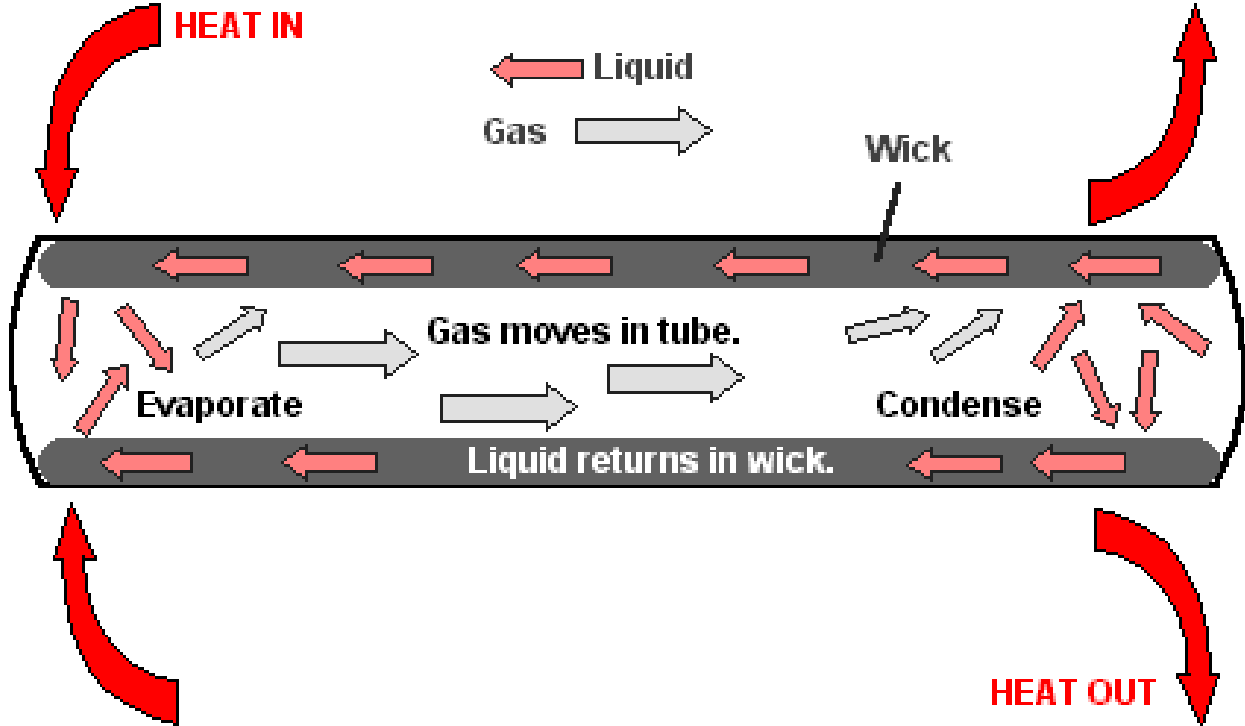 HEAT IN
Liquid
Gas
Wick
Gas moves in tube.
Evaporate
Condense
Liquid returns in wick.
HEAT OUT